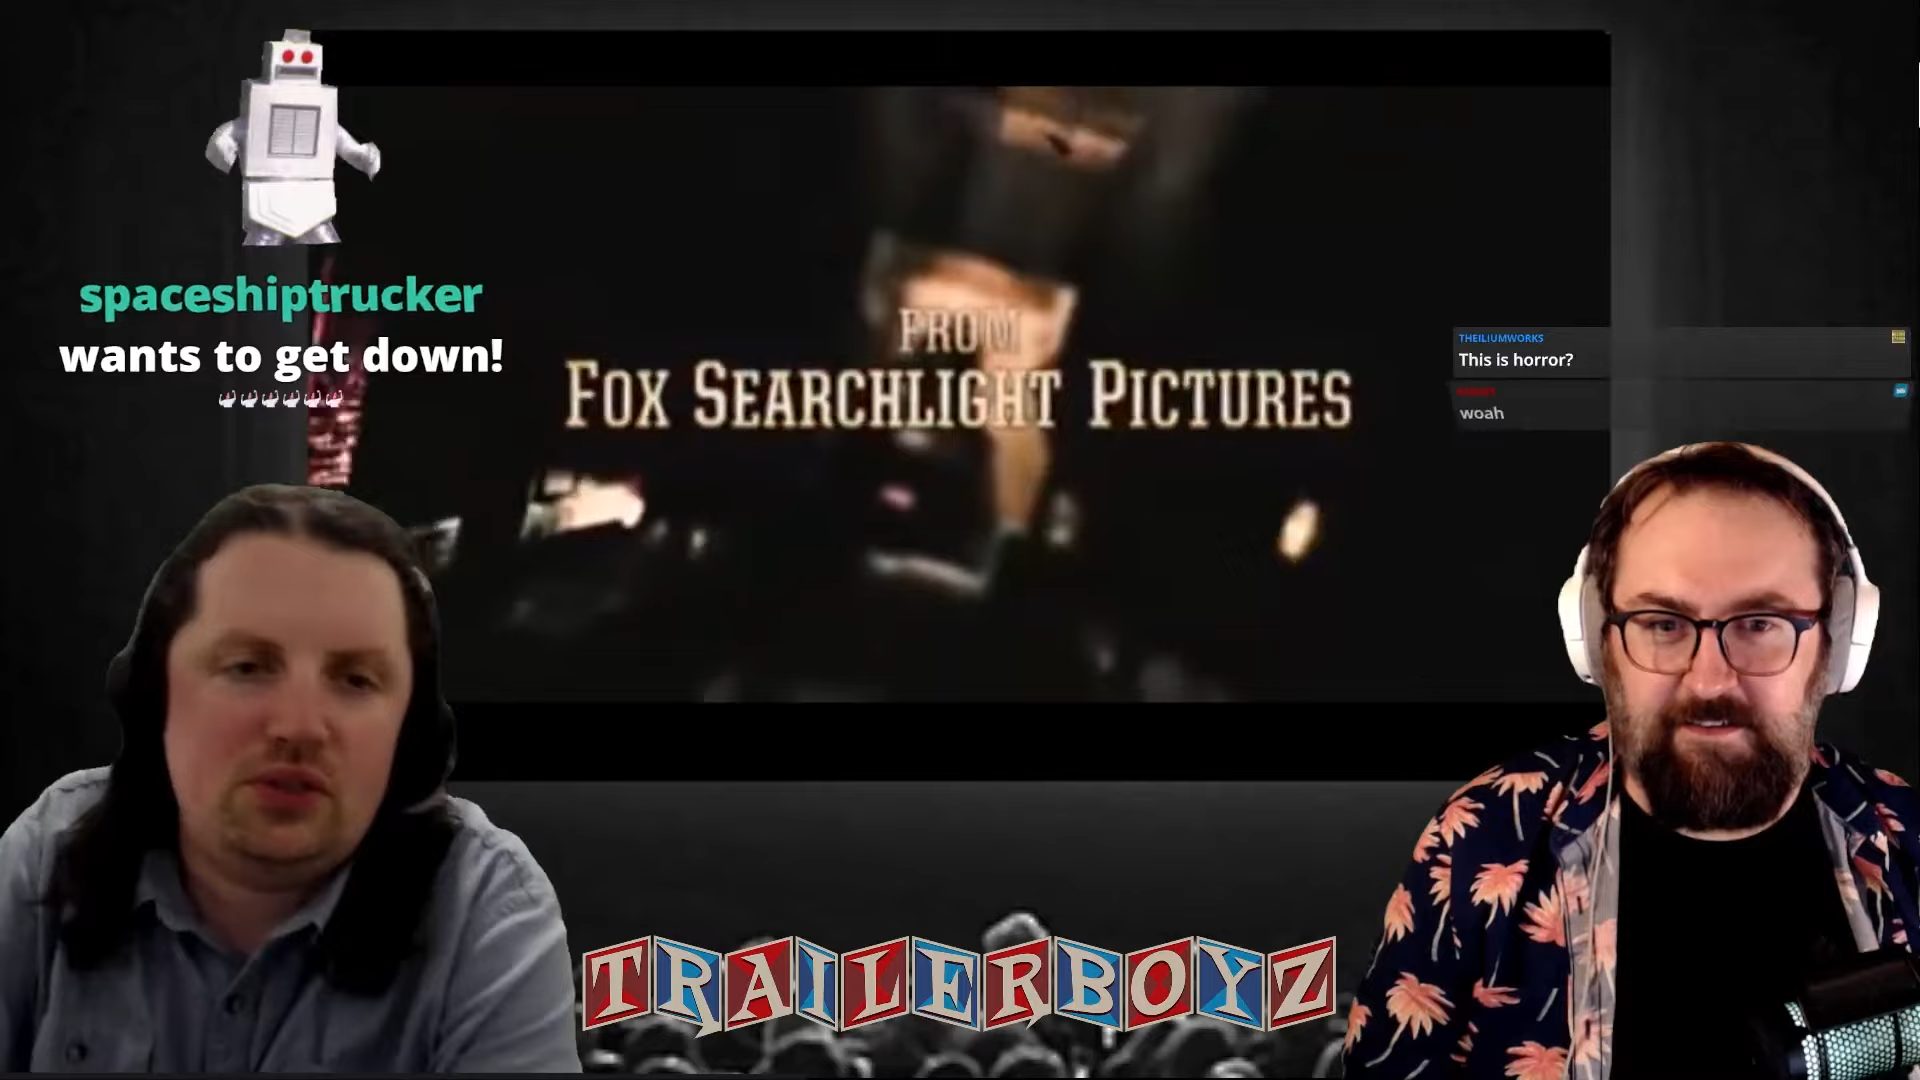 spaceshiptrucker
wants to get down!
FROM
FOX SEARCHLIGHT PICTURES
THEILIUMWORKS
This is horror?
woah
TRAILERBOYZ